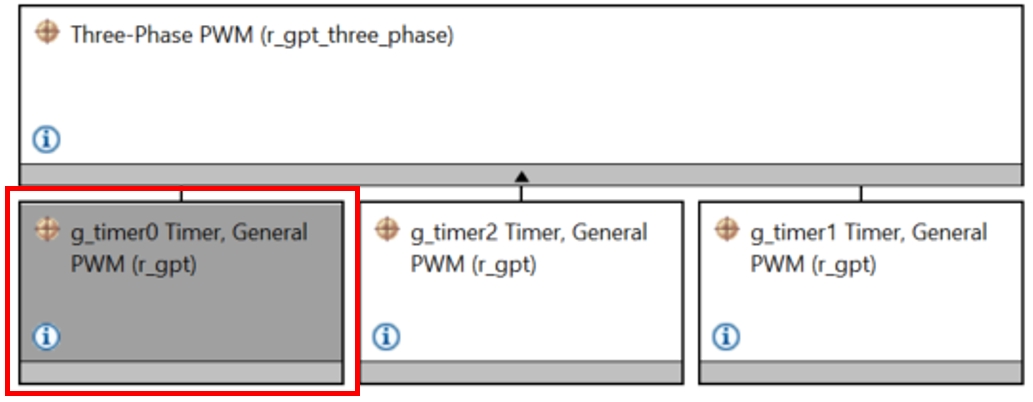 Three-Phase PWM (r_gpt_three_phase)
g_timer0 Timer, General
PWM (r_gpt)
g_timer2 Timer, General
PWM (r_gpt)
g_timer1 Timer, General
PWM (r_gpt)